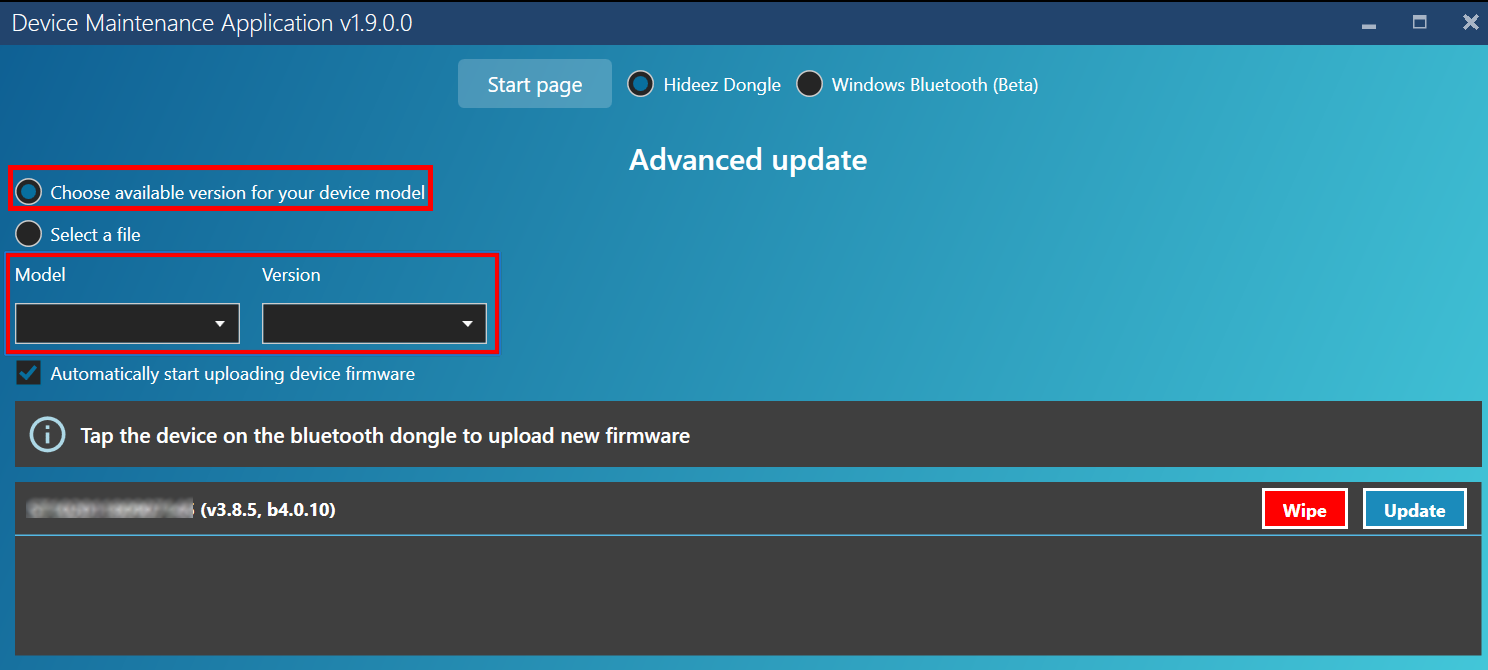 Device Maintenance Application v1.9.0.0
Start page Hideez Dongle Windows Bluetooth (Beta)
Advanced update
Choose available version for your device model
Select a file
Model Version
Automatically start uploading device firmware
Tap the device on the bluetooth dongle to upload new firmware
(v3.8.5, b4.0.10) Wipe Update